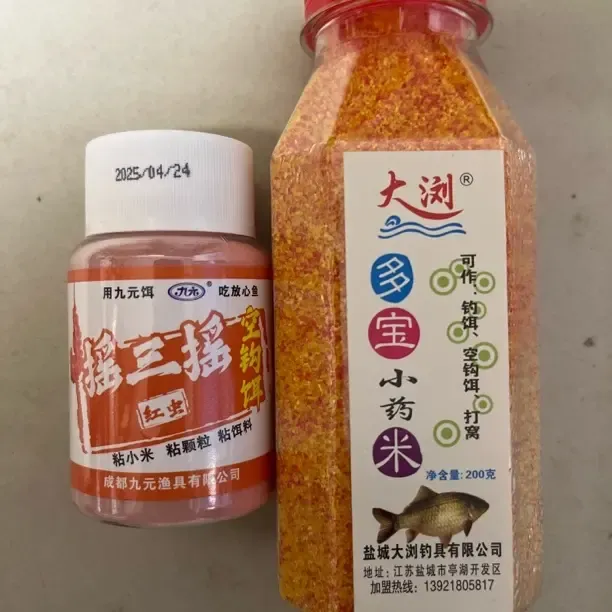 2025/04/24
用九元饵
九元
®
吃放心鱼
摇三摇
空钩饵
红虫
粘小米 粘颗粒 粘饵料
成都九元渔具有限公司
大浏®
多宝小药米
可作：钓饵、空钩饵、打窝
净含量：200克
盐城大浏钓具有限公司
地址：江苏盐城市亭湖开发区
加盟热线：13921805817